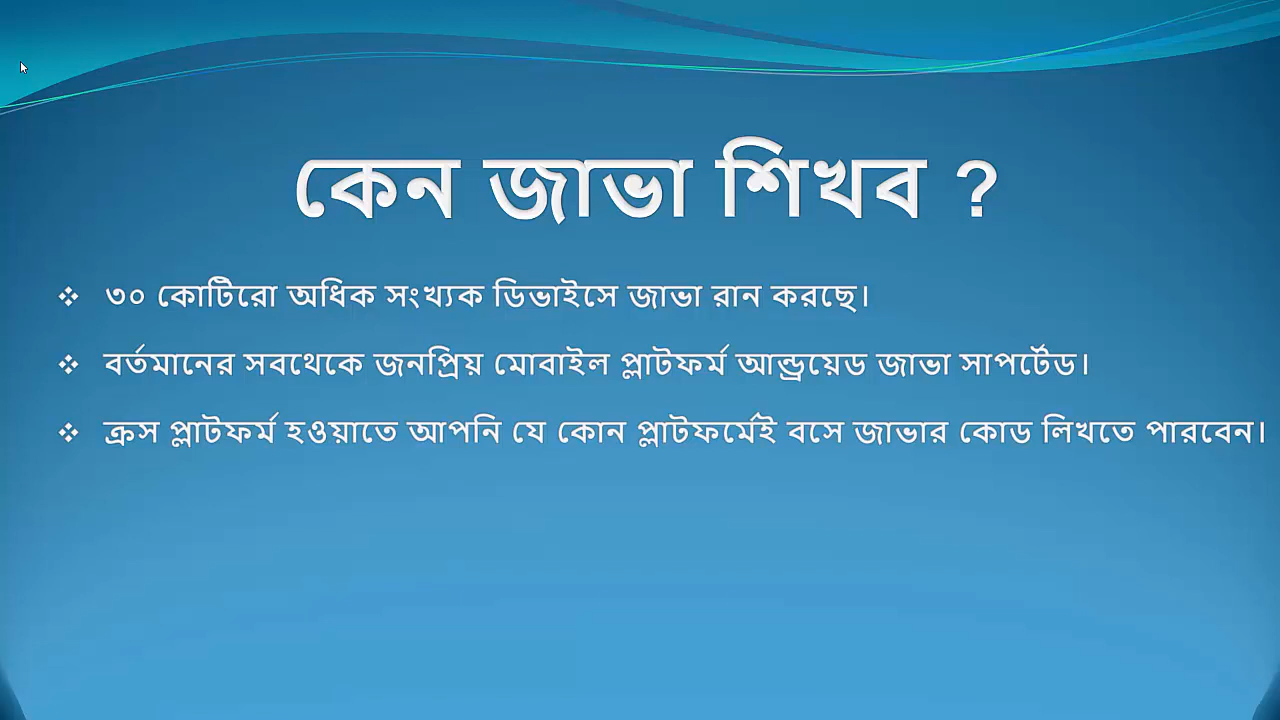 কেন জাভা শিখব ?
৩০ কোটিরো অধিক সংখ্যক ডিভাইসে জাভা রান করছে।
বর্তমানের সবথেকে জনপ্রিয় মোবাইল প্লাটফর্ম আন্ড্রয়েড জাভা সাপর্টেড।
ক্রস প্লাটফর্ম হওয়াতে আপনি যে কোন প্লাটফর্মেই বসে জাভার কোড লিখতে পারবেন।